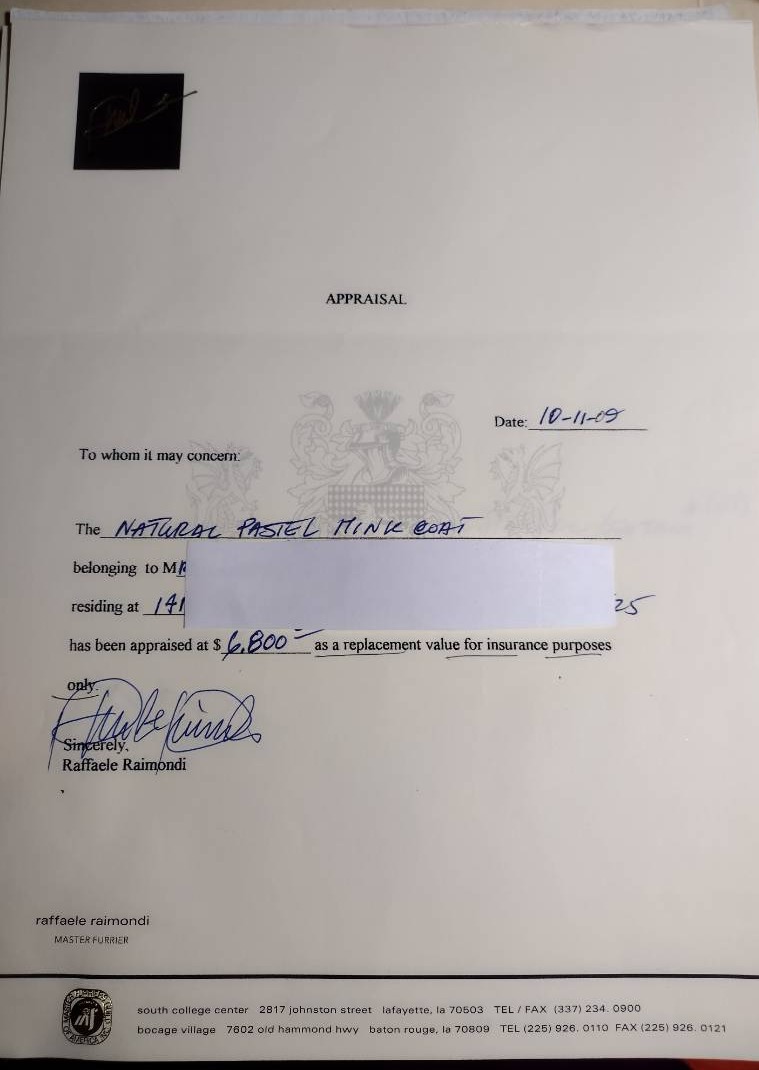 APPRAISAL
Date: 10-11-09
To whom it may concern:
The NATURAL PASTEL MINK COAT
belonging to M
residing at 141 25
has been appraised at $ 6,800 as a replacement value for insurance purposes
only.
Sincerely,
Raffaele Raimondi
raffaele raimondi
MASTER FURRIER
south college center 2817 johnston street lafayette, la 70503 TEL / FAX (337) 234. 0900
bocage village 7602 old hammond hwy baton rouge, la 70809 TEL (225) 926. 0110 FAX (225) 926. 0121